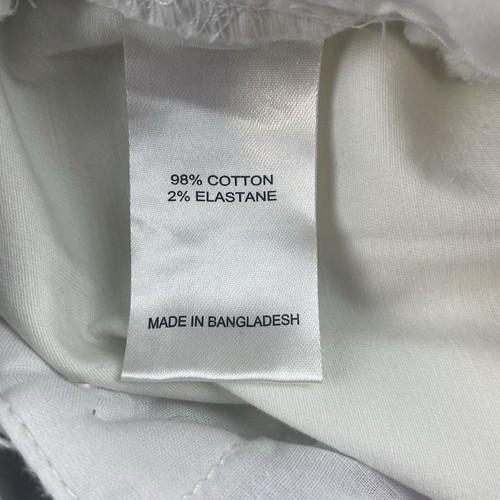 98% COTTON
2% ELASTANE
MADE IN BANGLADESH